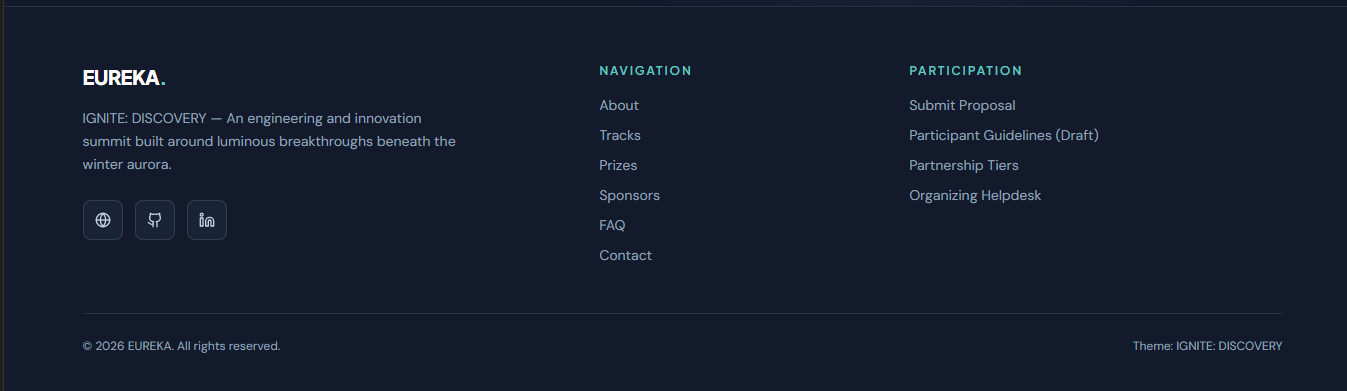 EUREKA.
IGNITE: DISCOVERY — An engineering and innovation
summit built around luminous breakthroughs beneath the
winter aurora.
NAVIGATION
About
Tracks
Prizes
Sponsors
FAQ
Contact
PARTICIPATION
Submit Proposal
Participant Guidelines (Draft)
Partnership Tiers
Organizing Helpdesk
© 2026 EUREKA. All rights reserved.
Theme: IGNITE: DISCOVERY